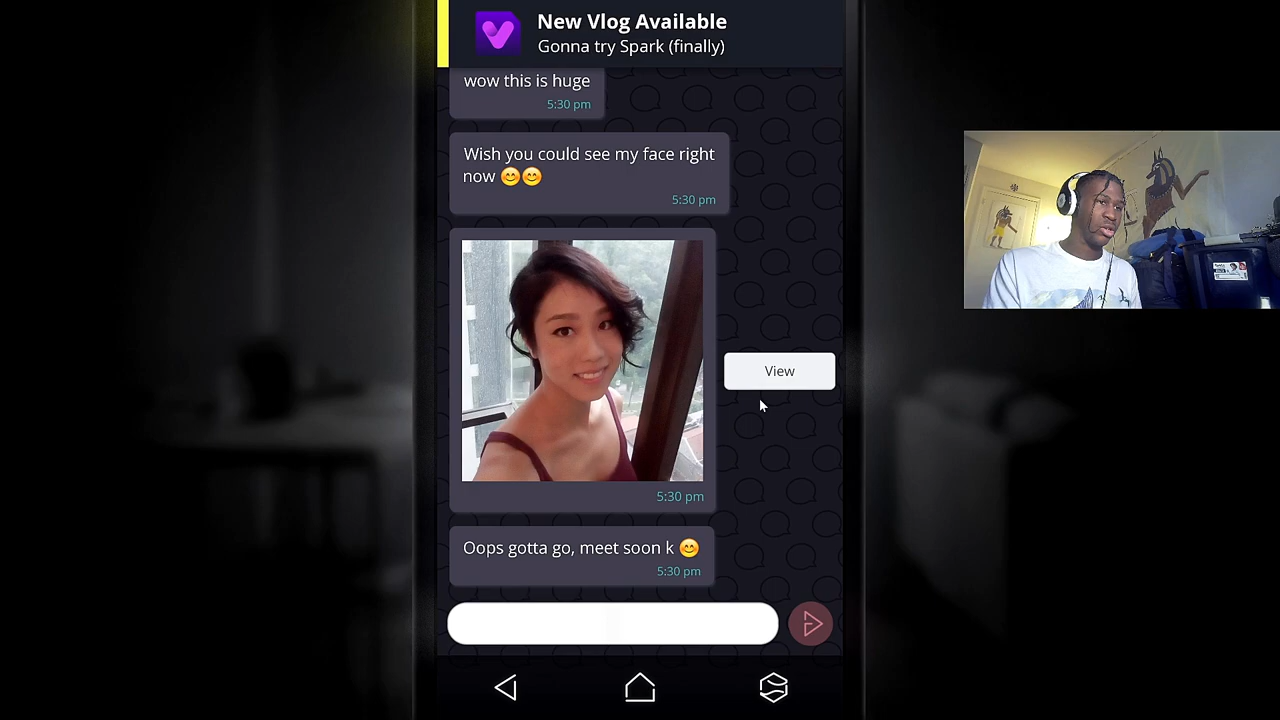 New Vlog Available
Gonna try Spark (finally)
wow this is huge
5:30 pm
Wish you could see my face right
now 😊😊
5:30 pm
View
5:30 pm
Oops gotta go, meet soon k 😊
5:30 pm